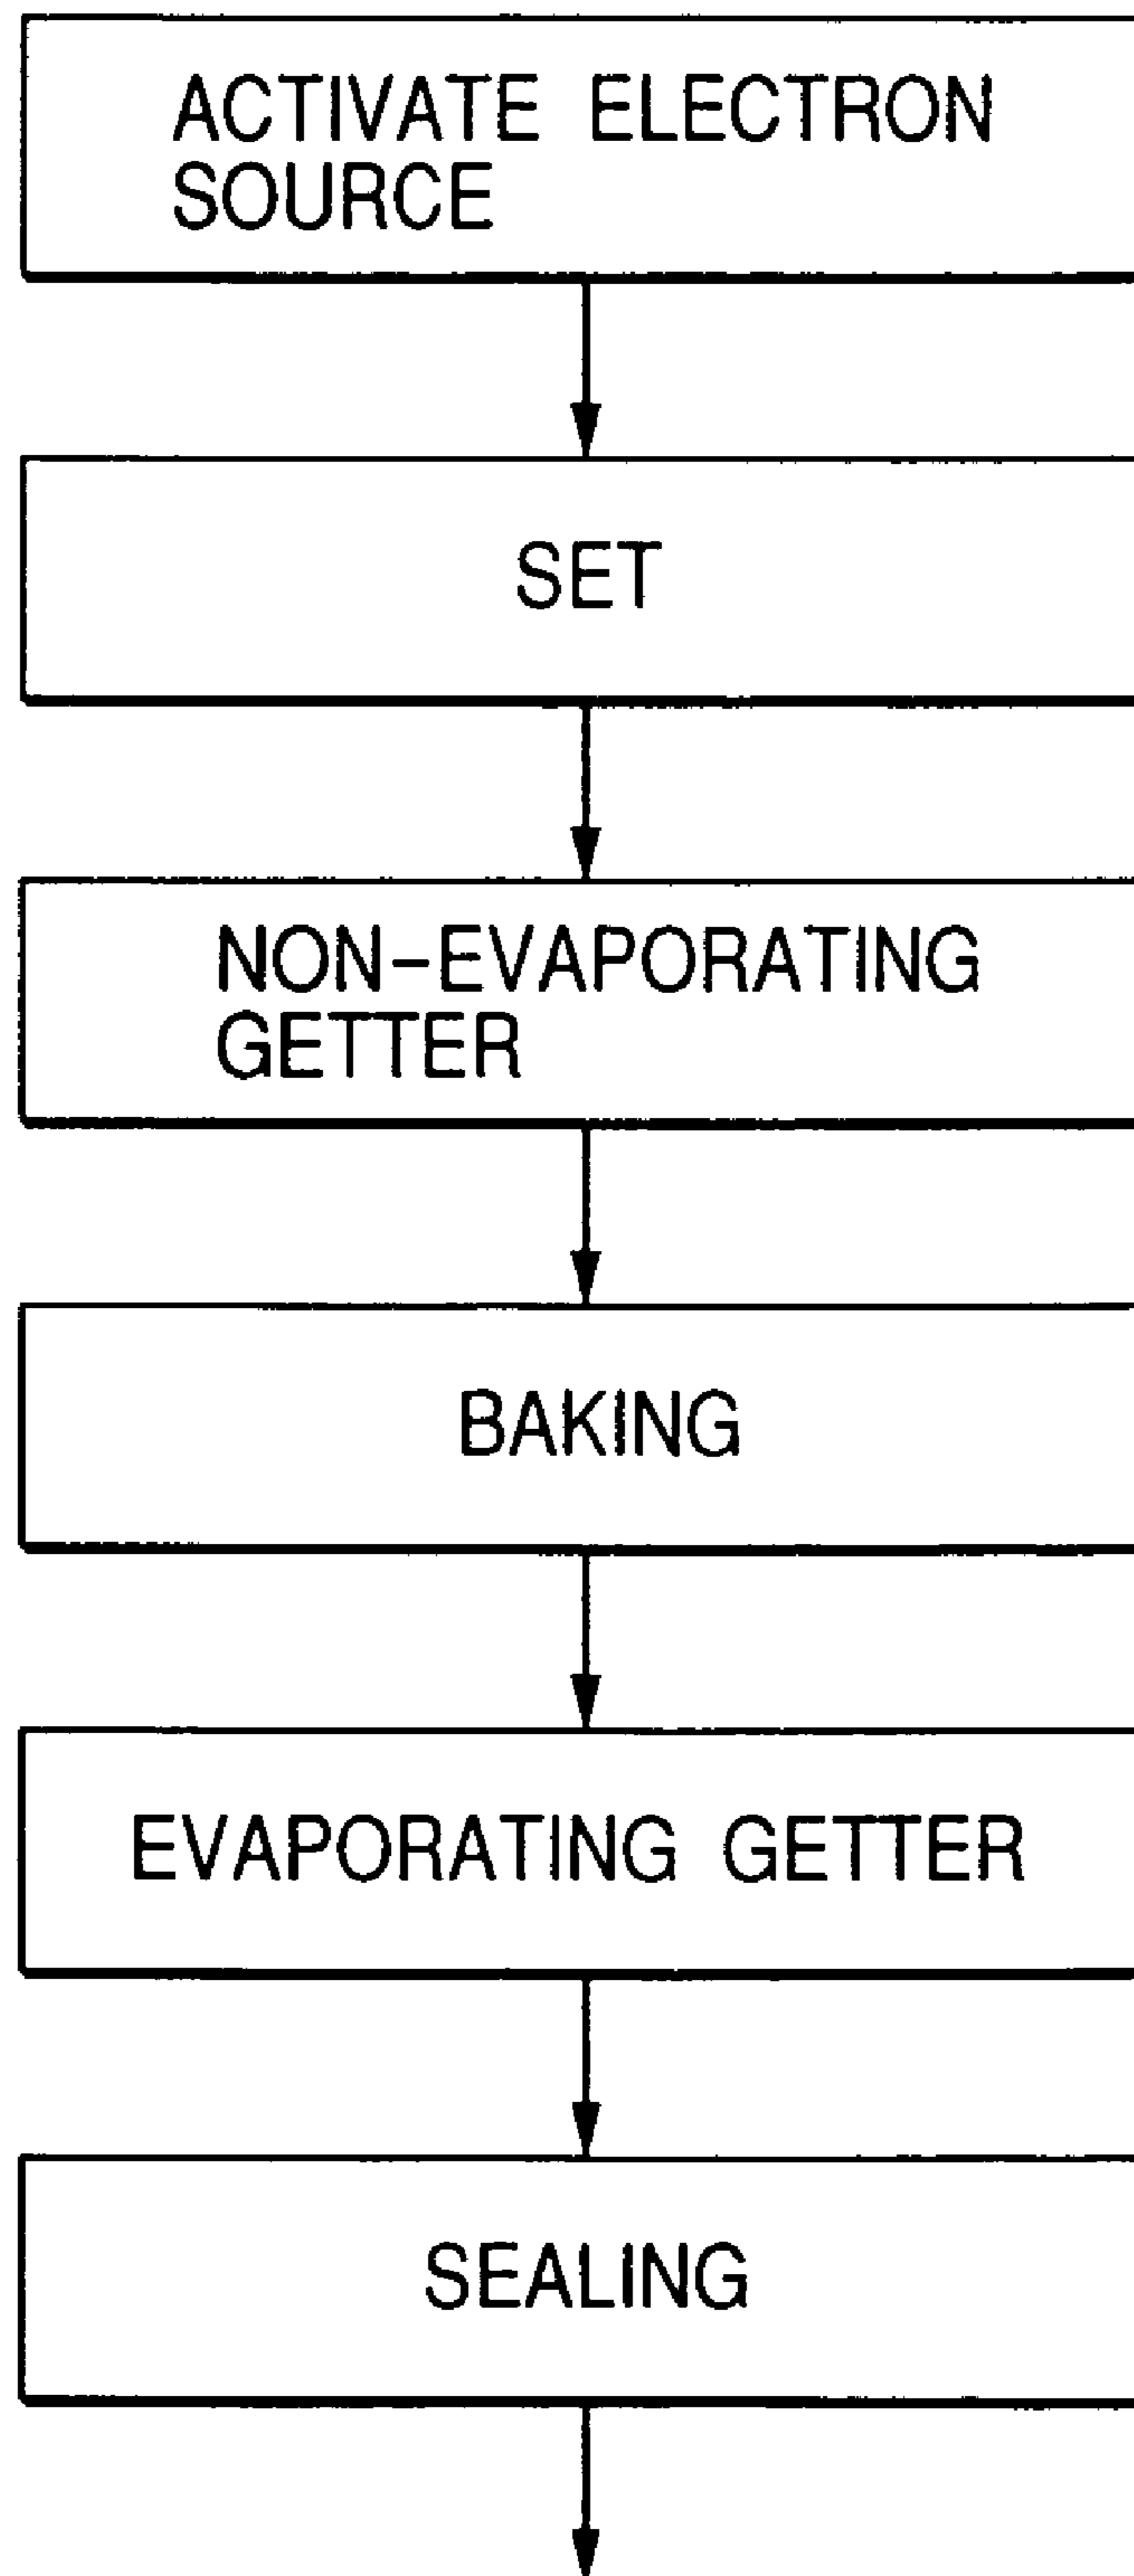 ACTIVATE ELECTRON
SOURCE
SET
NON-EVAPORATING
GETTER
BAKING
EVAPORATING GETTER
SEALING